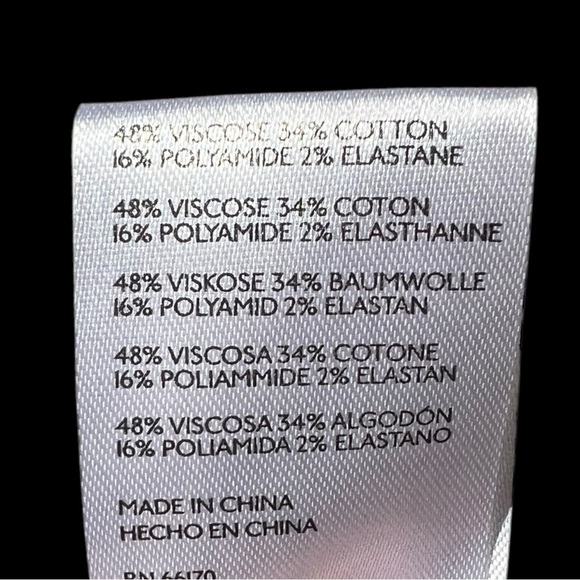 48% VISCOSE 34% COTTON
16% POLYAMIDE 2% ELASTANE
48% VISCOSE 34% COTON
16% POLYAMIDE 2% ELASTHANNE
48% VISKOSE 34% BAUMWOLLE
16% POLYAMID 2% ELASTAN
48% VISCOSA 34% COTONE
16% POLIAMMIDE 2% ELASTAN
48% VISCOSA 34% ALGODÓN
16% POLIAMIDA 2% ELASTANO
MADE IN CHINA
HECHO EN CHINA
RN 66170